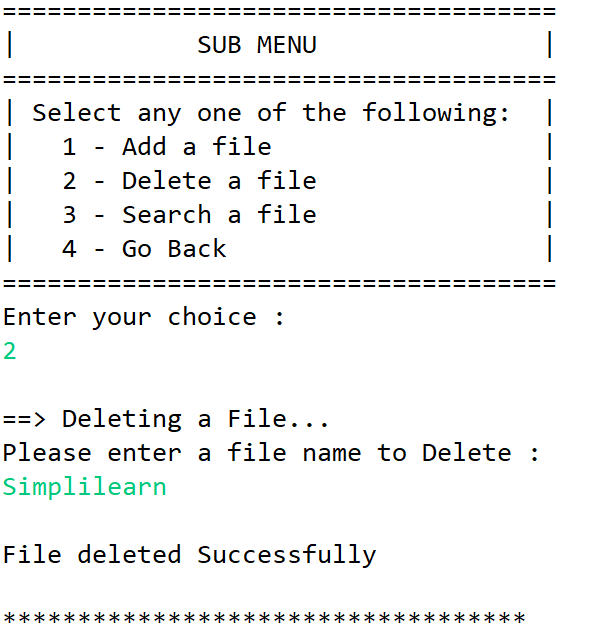 =====================================
|            SUB MENU               |
=====================================
| Select any one of the following:  |
|   1 - Add a file                  |
|   2 - Delete a file               |
|   3 - Search a file               |
|   4 - Go Back                     |
=====================================
Enter your choice :
2
==> Deleting a File...
Please enter a file name to Delete :
Simplilearn
File deleted Successfully
***********************************